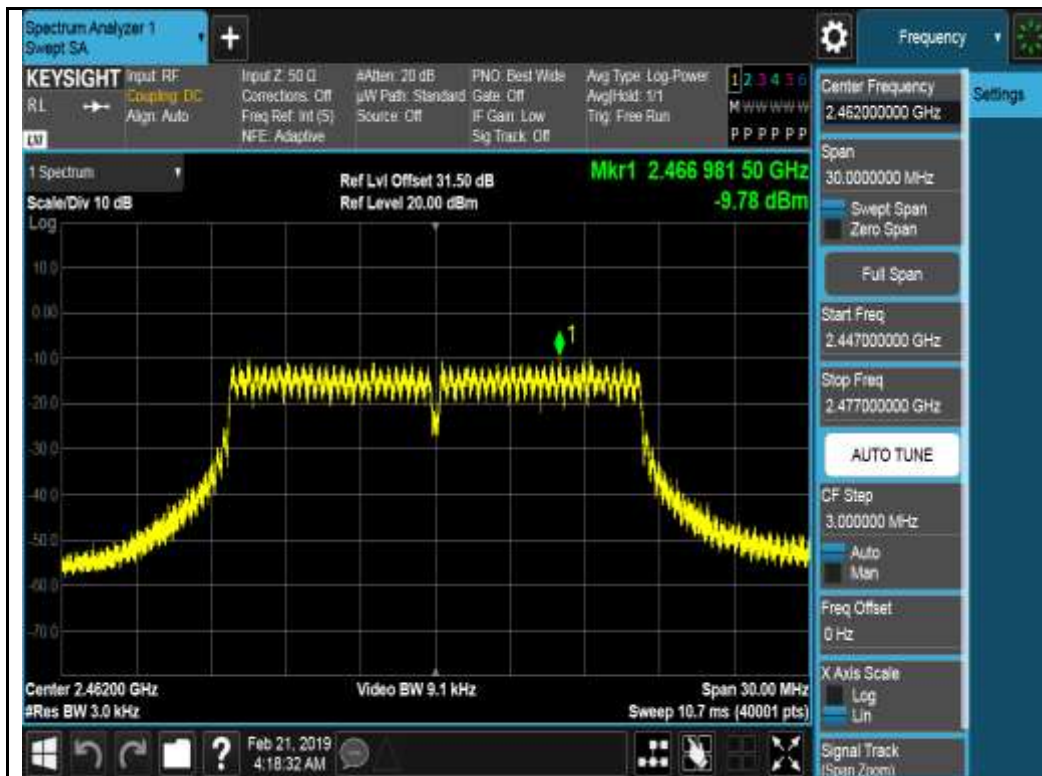 Spectrum Analyzer 1
Swept SA
+
Frequency
KEYSIGHT
RL
LW
Input: RF
Coupling: DC
Align: Auto
Input Z: 50 Ω
Corrections: Off
Freq Ref: Int (S)
NFE: Adaptive
#Atten: 20 dB
µW Path: Standard
Source: Off
PNO: Best Wide
Gate: Off
IF Gain: Low
Sig Track: Off
Avg Type: Log-Power
Avg|Hold: 1/1
Trig: Free Run
1 2 3 4 5 6
M W W W W W
P P P P P P
1 Spectrum
Scale/Div 10 dB
Ref Lvl Offset 31.50 dB
Ref Level 20.00 dBm
Mkr1 2.466 981 50 GHz
-9.78 dBm
Log
10.0
0.00
-10.0
-20.0
-30.0
-40.0
-50.0
-60.0
-70.0
1
Center 2.46200 GHz
#Res BW 3.0 kHz
Video BW 9.1 kHz
Span 30.00 MHz
Sweep 10.7 ms (40001 pts)
?
Feb 21, 2019
4:18:32 AM
Center Frequency
2.462000000 GHz
Settings
Span
30.0000000 MHz
Swept Span
Zero Span
Full Span
Start Freq
2.447000000 GHz
Stop Freq
2.477000000 GHz
AUTO TUNE
CF Step
3.000000 MHz
Auto
Man
Freq Offset
0 Hz
X Axis Scale
Log
Lin
Signal Track
(Span Zoom)